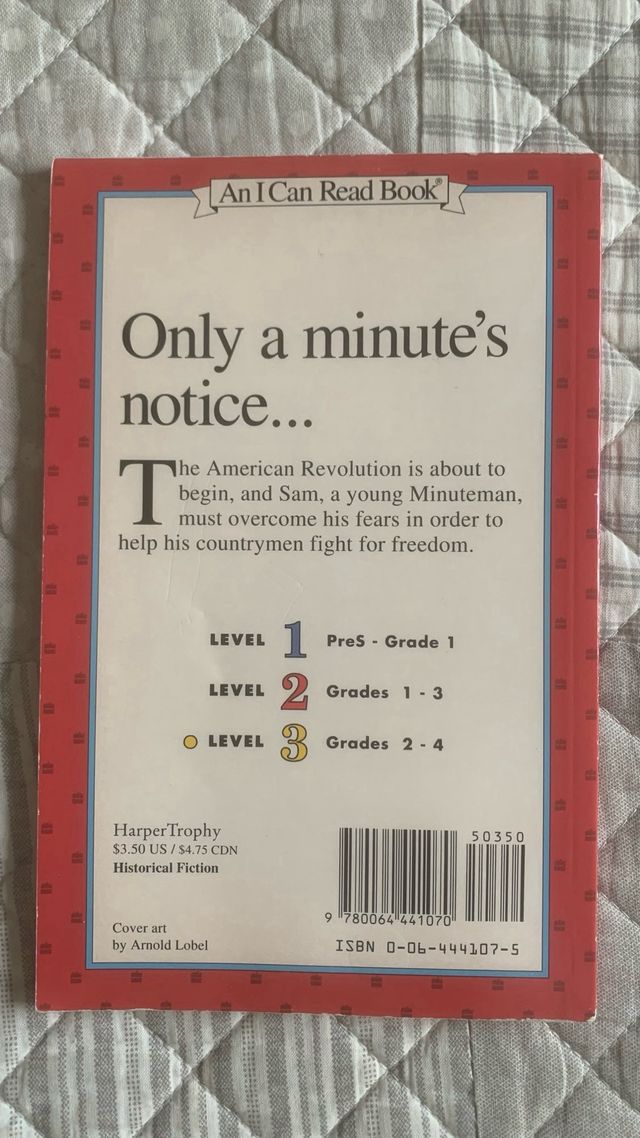 An I Can Read Book®
Only a minute's
notice...
The American Revolution is about to
begin, and Sam, a young Minuteman,
must overcome his fears in order to
help his countrymen fight for freedom.
LEVEL 1 PreS - Grade 1
LEVEL 2 Grades 1 - 3
LEVEL 3 Grades 2 - 4
HarperTrophy
$3.50 US / $4.75 CDN
Historical Fiction
Cover art
by Arnold Lobel
50350
9 780064 441070
ISBN 0-06-444107-5